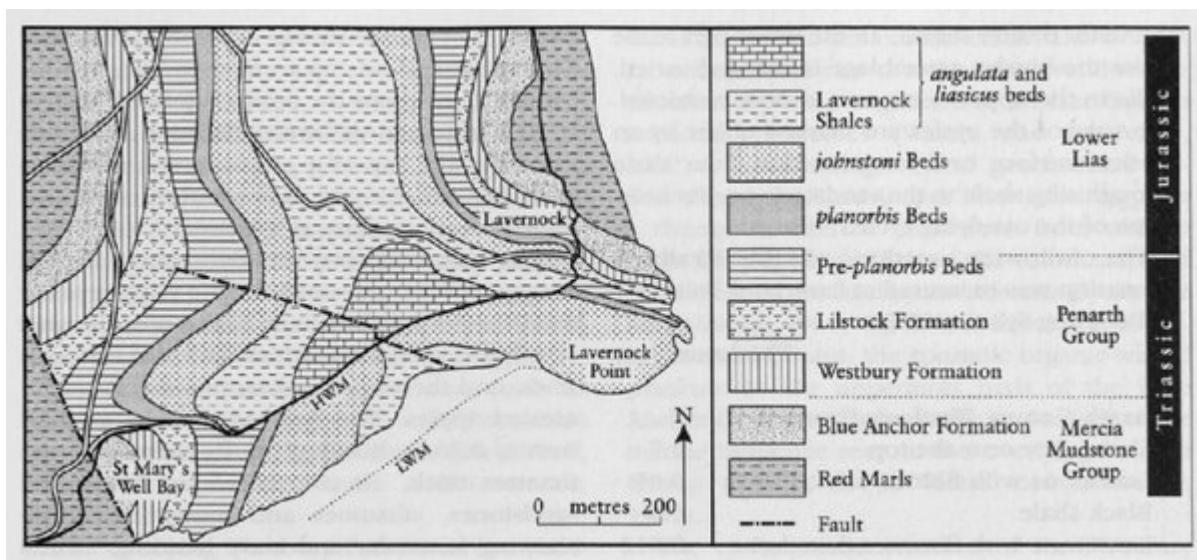 Lavernock
HWM
LWM
Lavernock
Point
St Mary's
Well Bay
N
0 metres 200
angulata and
liasicus beds
Lavernock
Shales
johnstoni Beds
planorbis Beds
Pre-planorbis Beds
Lilstock Formation
Westbury Formation
Blue Anchor Formation
Red Marls
Fault
Lower
Lias
Penarth
Group
Mercia
Mudstone
Group
Jurassic
Triassic